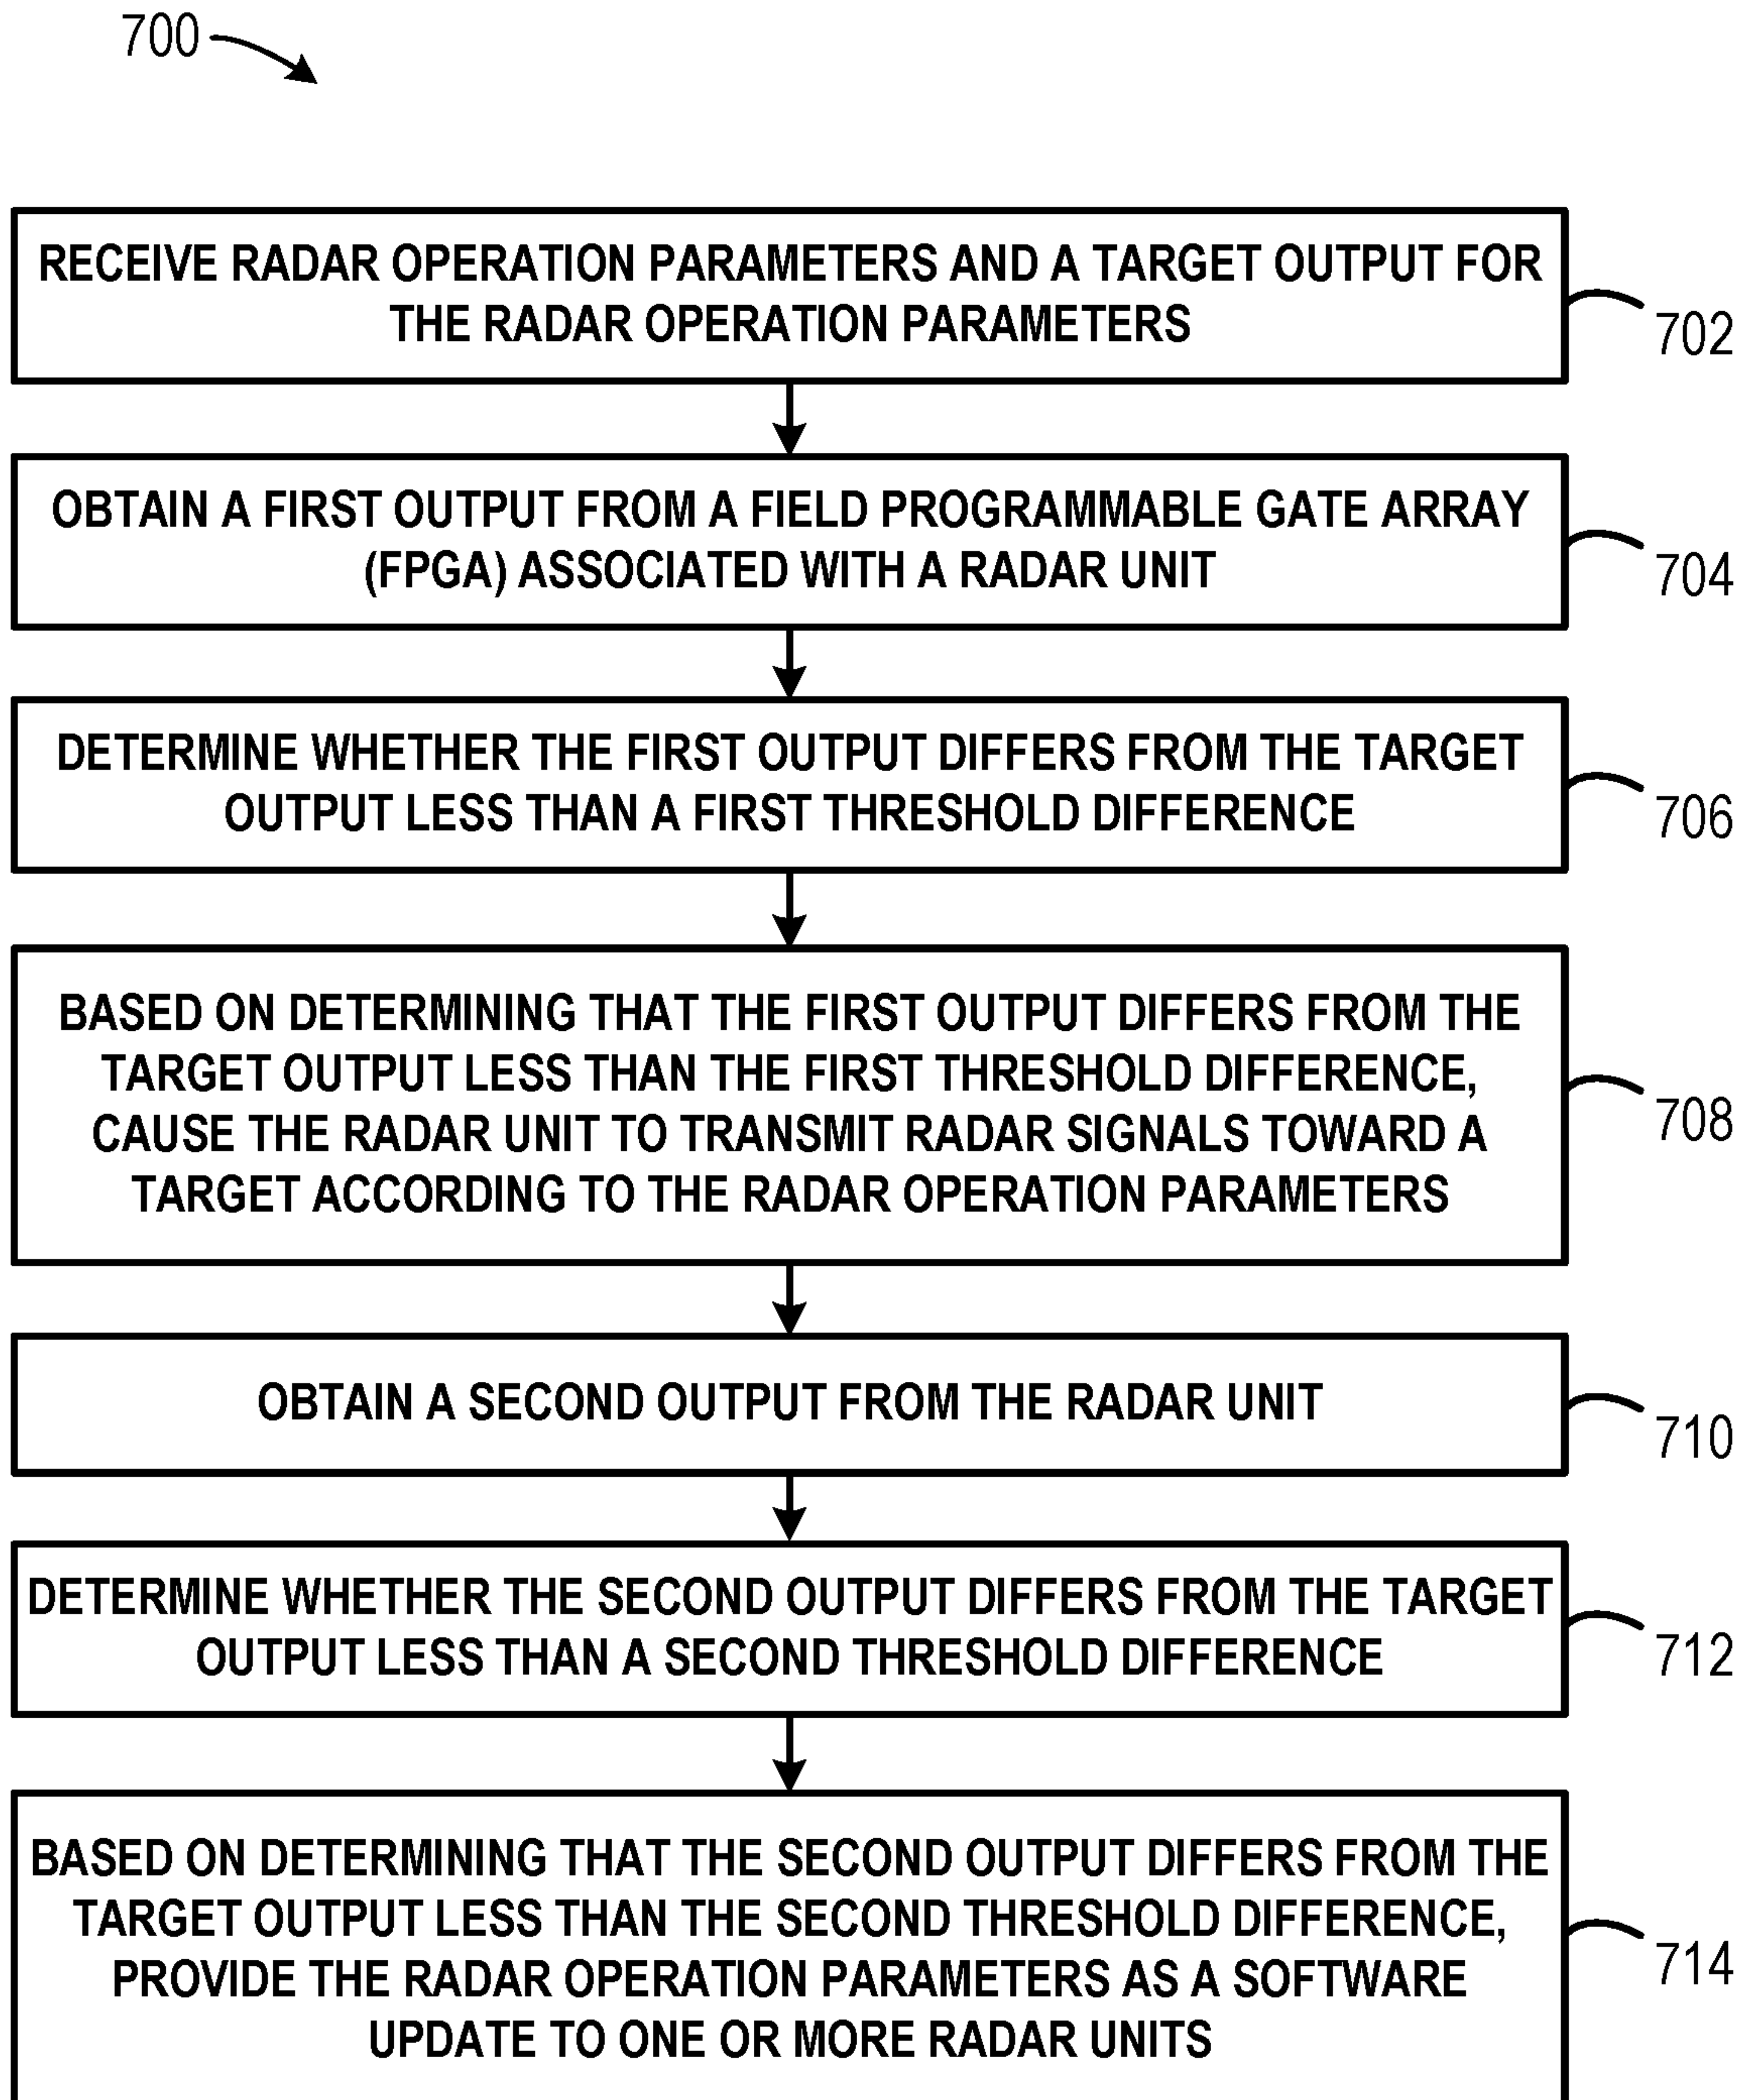 700
RECEIVE RADAR OPERATION PARAMETERS AND A TARGET OUTPUT FOR
THE RADAR OPERATION PARAMETERS
702
OBTAIN A FIRST OUTPUT FROM A FIELD PROGRAMMABLE GATE ARRAY
(FPGA) ASSOCIATED WITH A RADAR UNIT
704
DETERMINE WHETHER THE FIRST OUTPUT DIFFERS FROM THE TARGET
OUTPUT LESS THAN A FIRST THRESHOLD DIFFERENCE
706
BASED ON DETERMINING THAT THE FIRST OUTPUT DIFFERS FROM THE
TARGET OUTPUT LESS THAN THE FIRST THRESHOLD DIFFERENCE,
CAUSE THE RADAR UNIT TO TRANSMIT RADAR SIGNALS TOWARD A
TARGET ACCORDING TO THE RADAR OPERATION PARAMETERS
708
OBTAIN A SECOND OUTPUT FROM THE RADAR UNIT
710
DETERMINE WHETHER THE SECOND OUTPUT DIFFERS FROM THE TARGET
OUTPUT LESS THAN A SECOND THRESHOLD DIFFERENCE
712
BASED ON DETERMINING THAT THE SECOND OUTPUT DIFFERS FROM THE
TARGET OUTPUT LESS THAN THE SECOND THRESHOLD DIFFERENCE,
PROVIDE THE RADAR OPERATION PARAMETERS AS A SOFTWARE
UPDATE TO ONE OR MORE RADAR UNITS
714